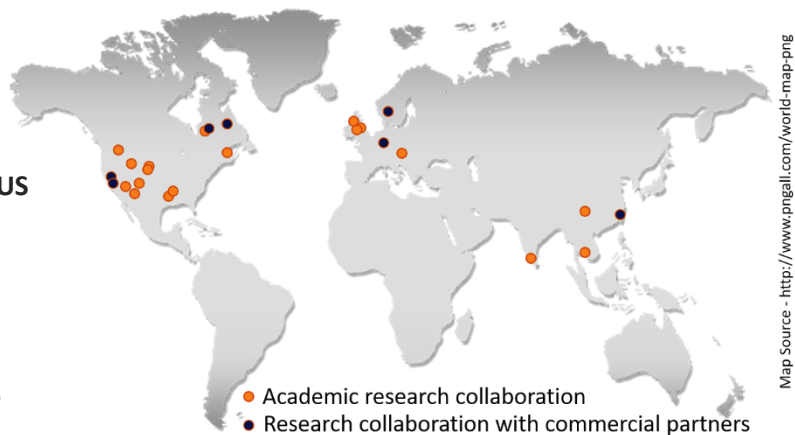 US
Academic research collaboration
Research collaboration with commercial partners
Map Source - http://www.pngall.com/world-map-png